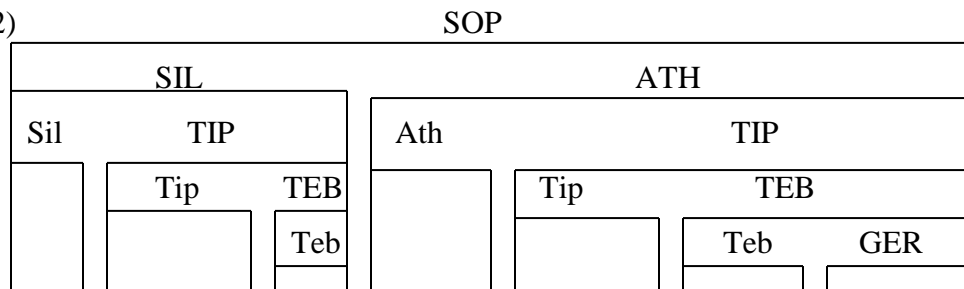 2) SOP
SIL ATH
Sil TIP Ath TIP
Tip TEB Tip TEB
Teb Teb GER